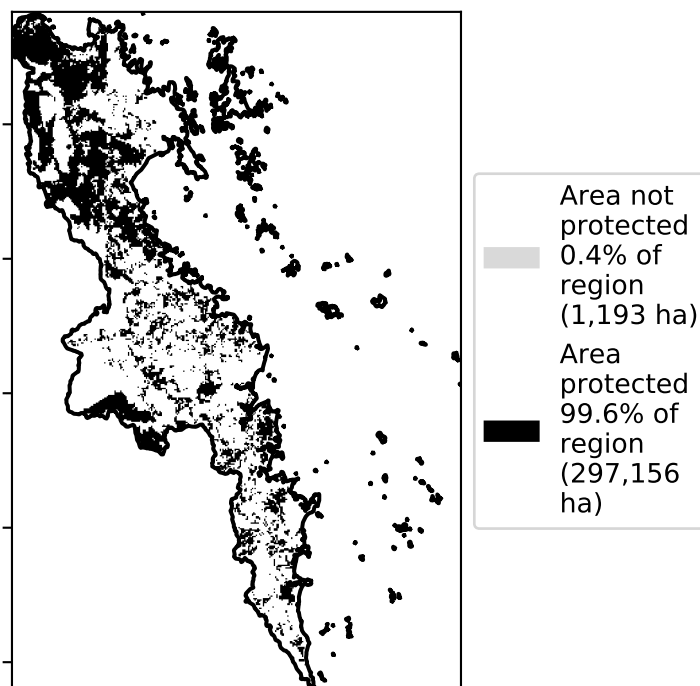 Area not
protected
0.4% of
region
(1,193 ha)
Area
protected
99.6% of
region
(297,156
ha)